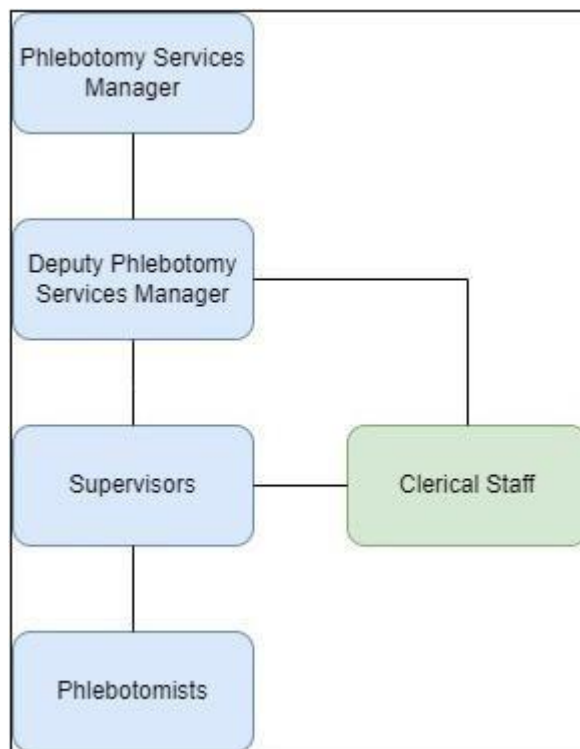 Phlebotomy Services
Manager
Deputy Phlebotomy
Services Manager
Supervisors
Clerical Staff
Phlebotomists